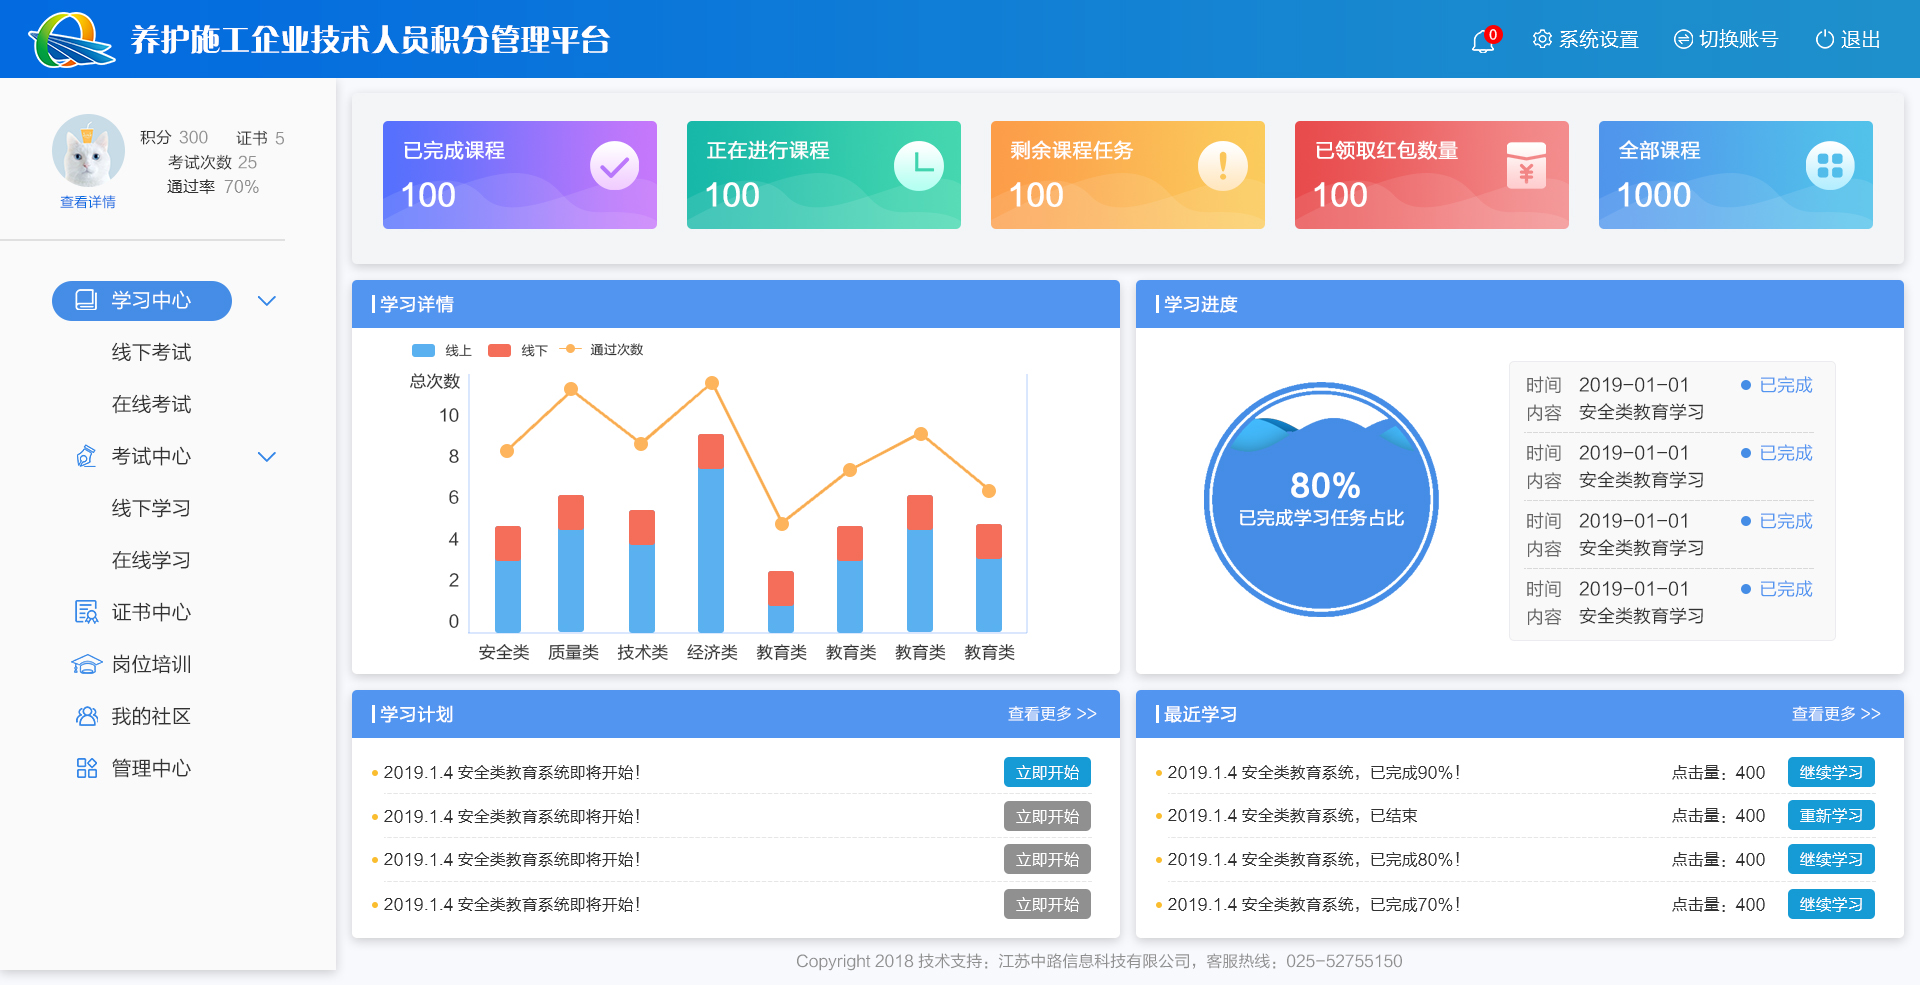 养护施工企业技术人员积分管理平台
0
系统设置
切换账号
退出
积分 300 证书 5
考试次数 25
通过率 70%
查看详情
学习中心
线下考试
在线考试
考试中心
线下学习
在线学习
证书中心
岗位培训
我的社区
管理中心
已完成课程
100
正在进行课程
100
剩余课程任务
100
已领取红包数量
100
¥
全部课程
1000
学习详情
线上 线下 通过次数
总次数
10
8
6
4
2
0
安全类 质量类 技术类 经济类 教育类 教育类 教育类 教育类
学习进度
80%
已完成学习任务占比
时间 2019-01-01 已完成
内容 安全类教育学习
时间 2019-01-01 已完成
内容 安全类教育学习
时间 2019-01-01 已完成
内容 安全类教育学习
时间 2019-01-01 已完成
内容 安全类教育学习
学习计划 查看更多 >>
2019.1.4 安全类教育系统即将开始！ 立即开始
2019.1.4 安全类教育系统即将开始！ 立即开始
2019.1.4 安全类教育系统即将开始！ 立即开始
2019.1.4 安全类教育系统即将开始！ 立即开始
最近学习 查看更多 >>
2019.1.4 安全类教育系统，已完成90%！ 点击量：400 继续学习
2019.1.4 安全类教育系统，已结束 点击量：400 重新学习
2019.1.4 安全类教育系统，已完成80%！ 点击量：400 继续学习
2019.1.4 安全类教育系统，已完成70%！ 点击量：400 继续学习
Copyright 2018 技术支持：江苏中路信息科技有限公司，客服热线：025-52755150